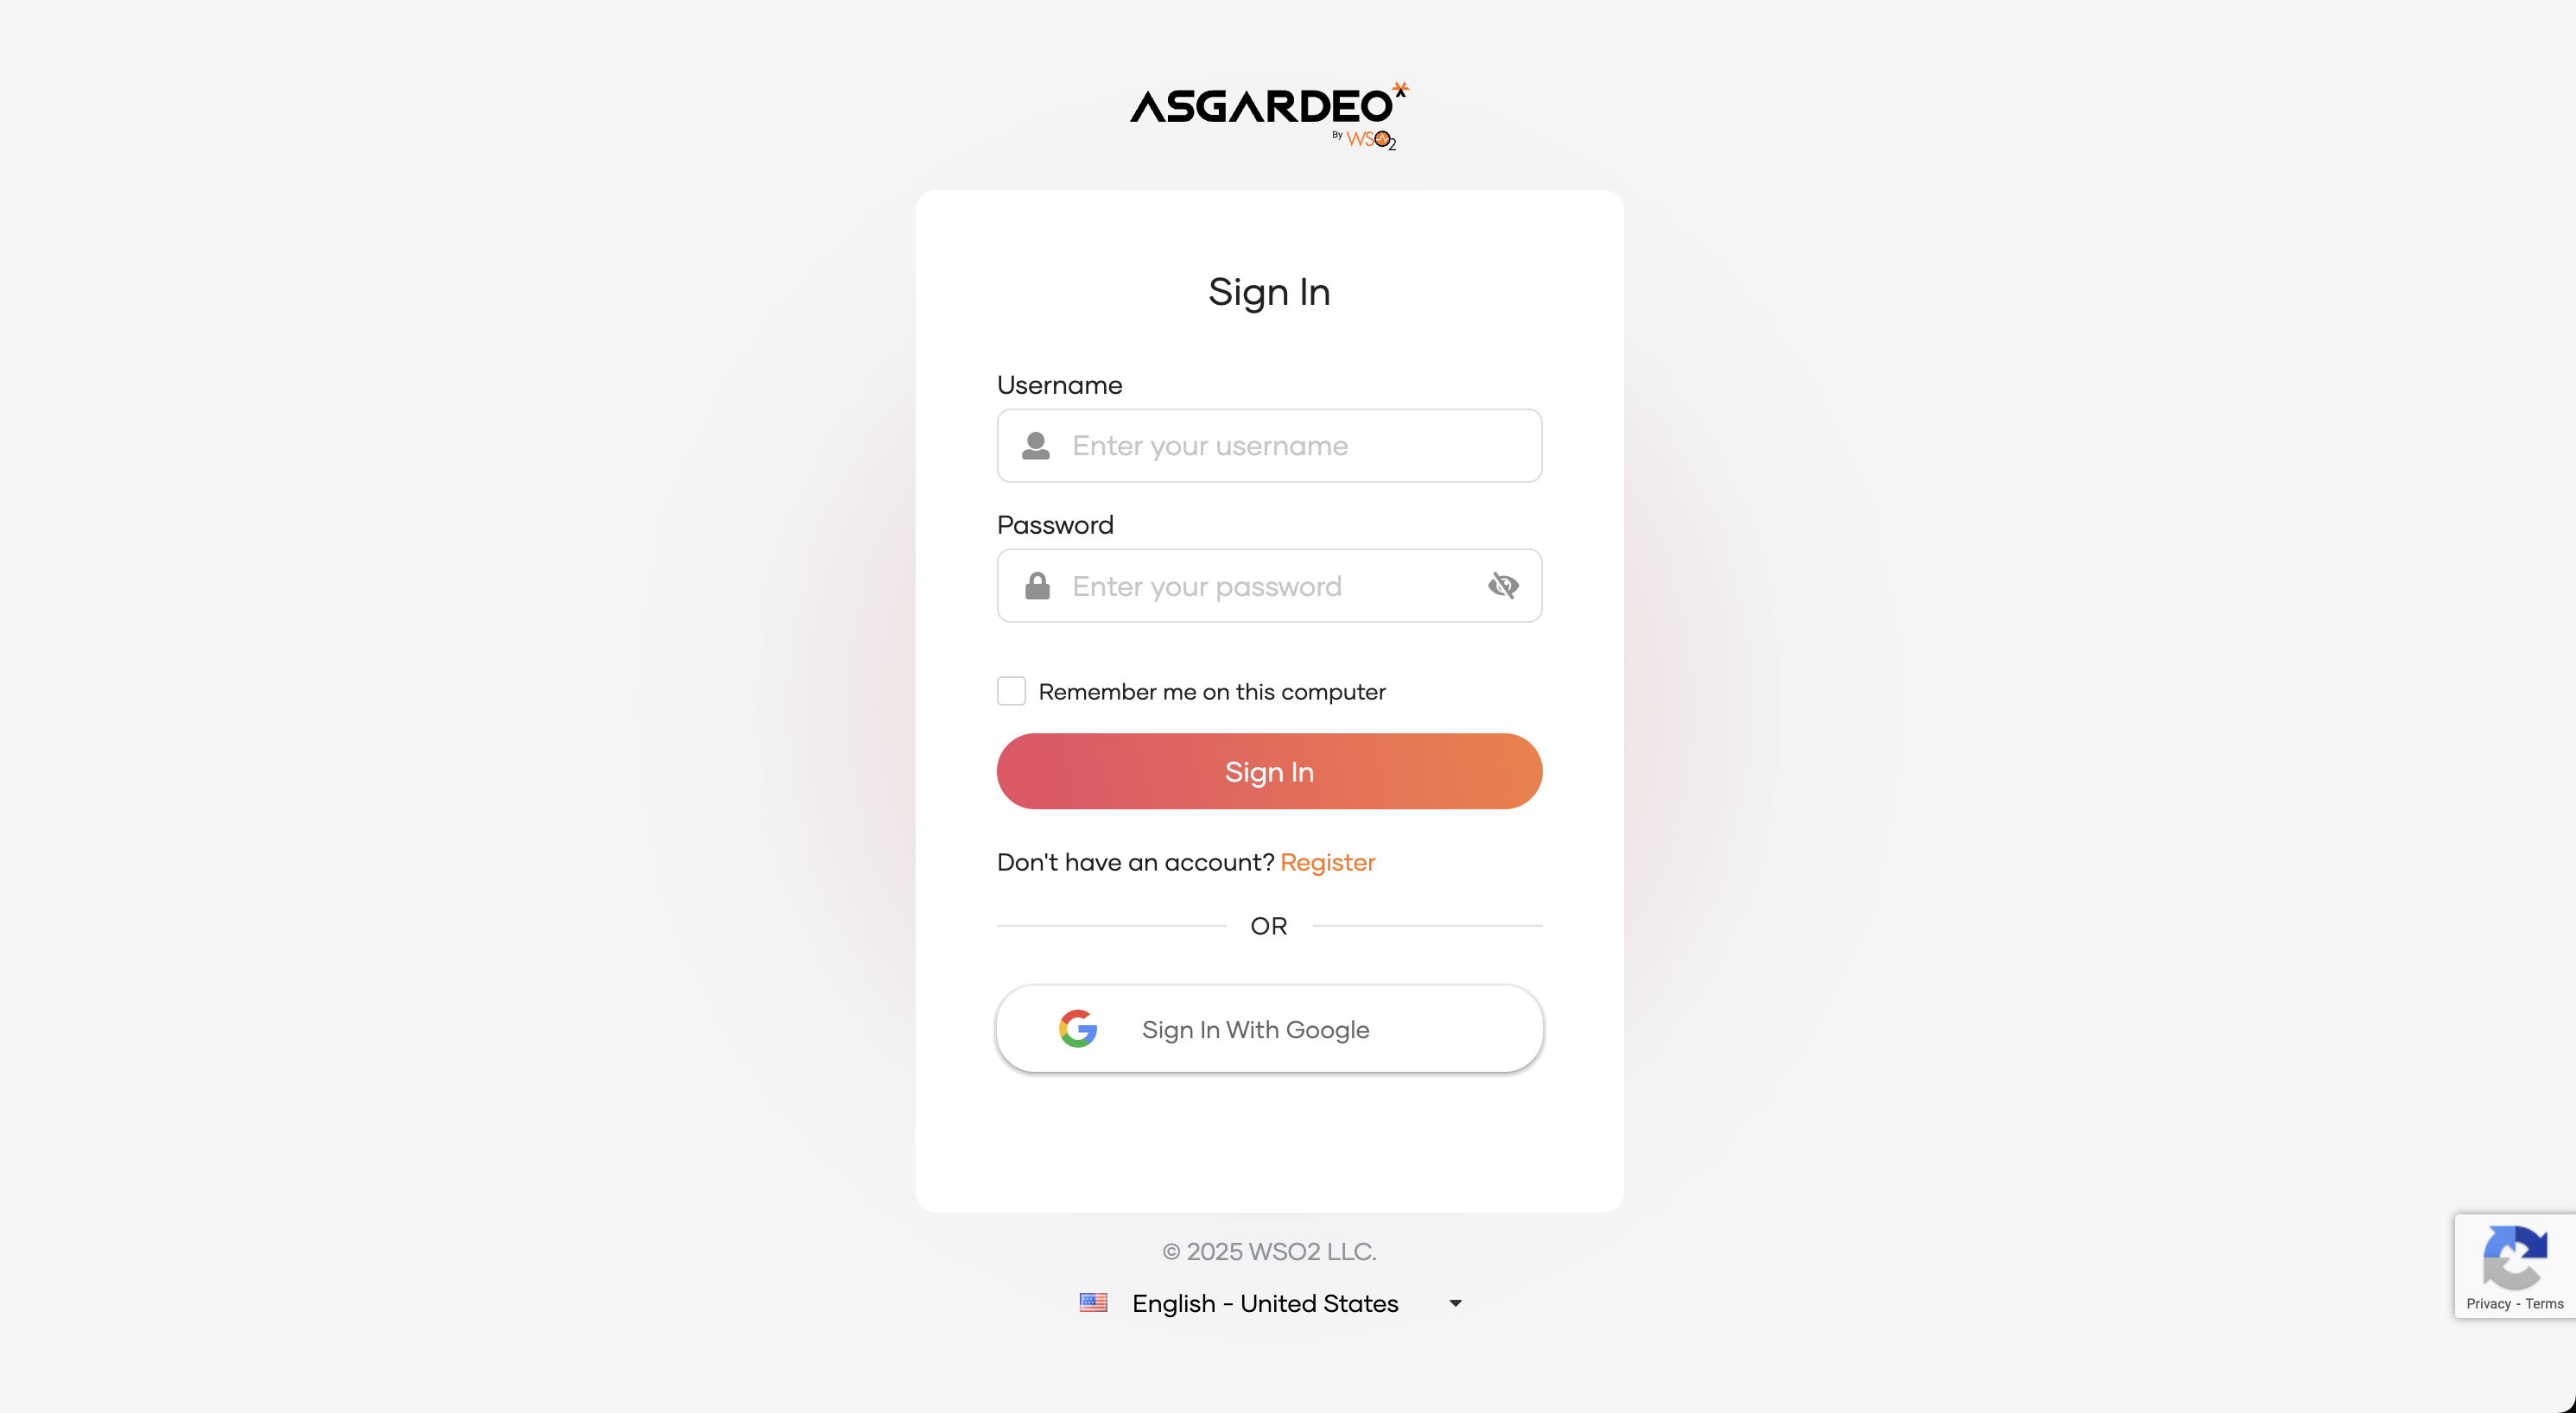 ASGARDEO
By WSO2
Sign In
Username
Enter your username
Password
Enter your password
Remember me on this computer
Sign In
Don't have an account? Register
OR
Sign In With Google
© 2025 WSO2 LLC.
English - United States
Privacy - Terms